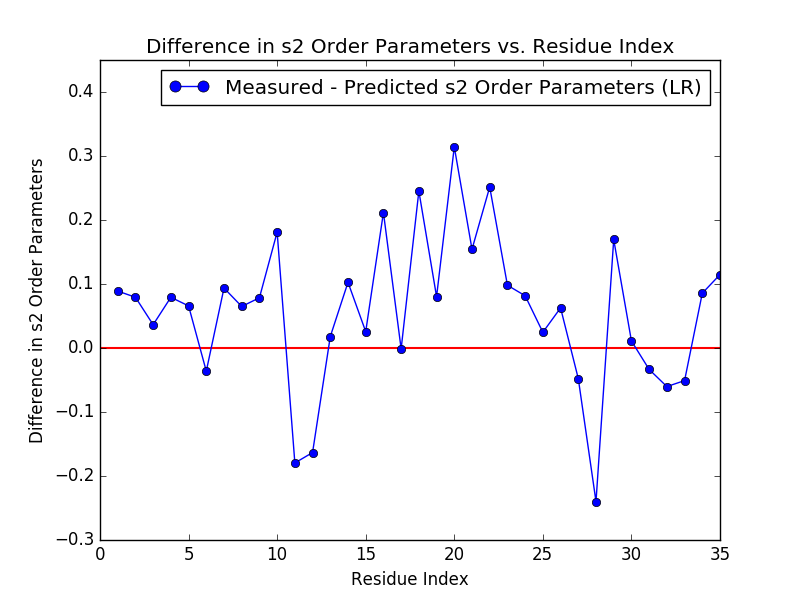 Difference in s2 Order Parameters vs. Residue Index
Measured - Predicted s2 Order Parameters (LR)
Difference in s2 Order Parameters
0.4
0.3
0.2
0.1
0.0
−0.1
−0.2
−0.3
0 5 10 15 20 25 30 35
Residue Index